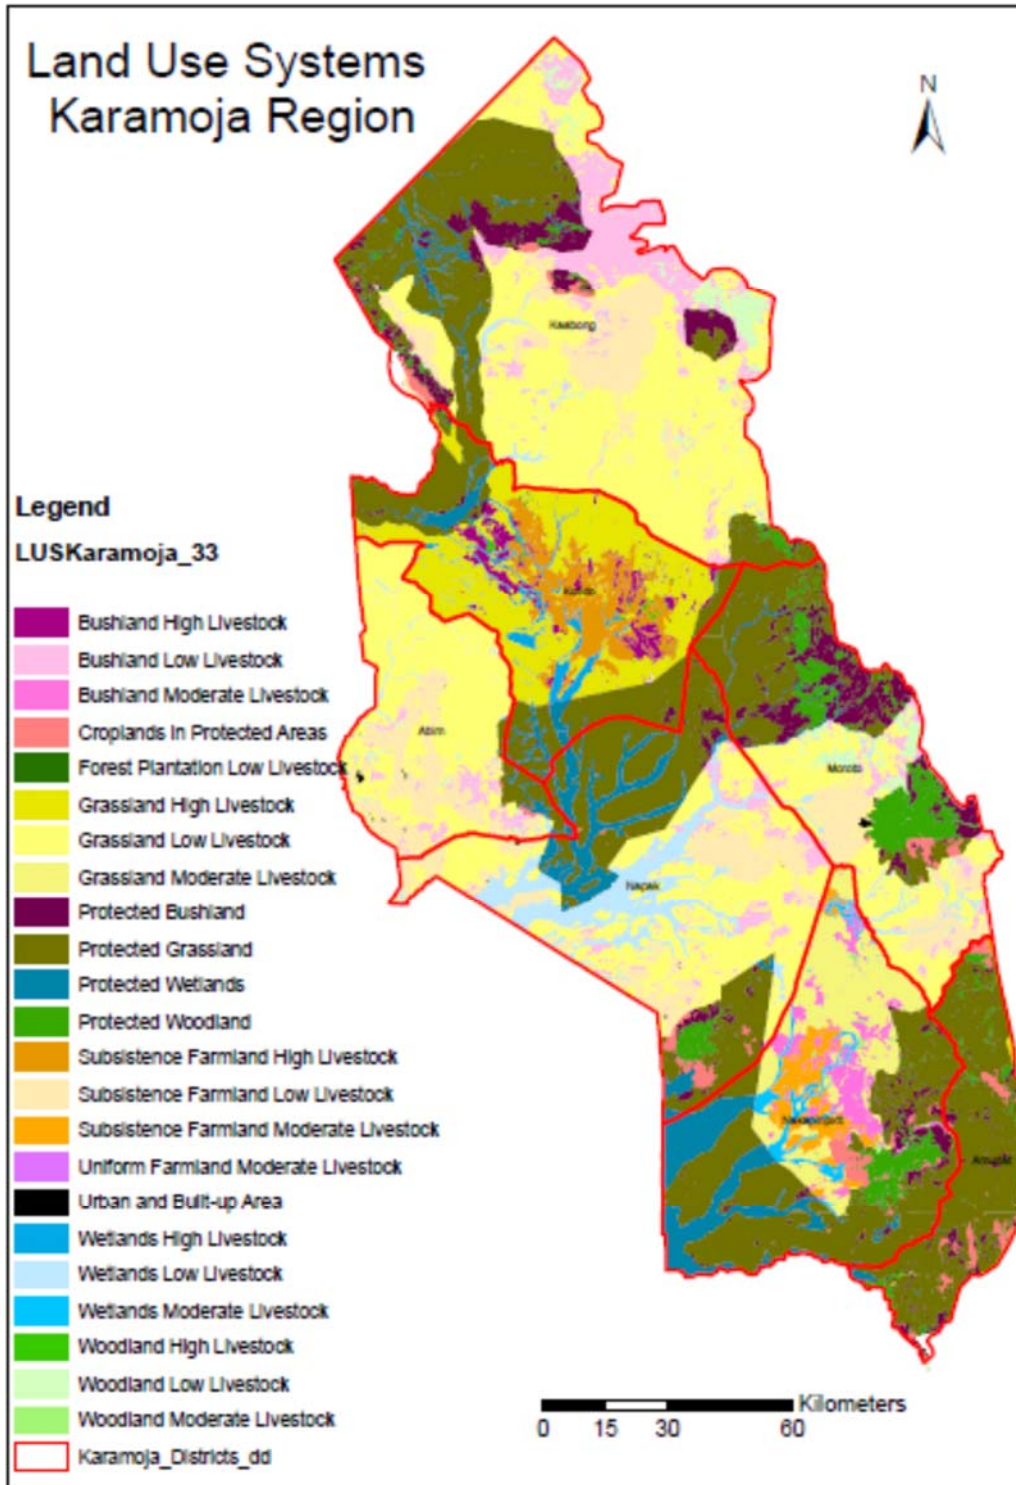 Land Use Systems
Karamoja Region
N
Kaabong
Kotido
Abim
Moroto
Napak
Nakapiripirit
Amudat
Legend
LUSKaramoja_33
Bushland High Livestock
Bushland Low Livestock
Bushland Moderate Livestock
Croplands In Protected Areas
Forest Plantation Low Livestock
Grassland High Livestock
Grassland Low Livestock
Grassland Moderate Livestock
Protected Bushland
Protected Grassland
Protected Wetlands
Protected Woodland
Subsistence Farmland High Livestock
Subsistence Farmland Low Livestock
Subsistence Farmland Moderate Livestock
Uniform Farmland Moderate Livestock
Urban and Built-up Area
Wetlands High Livestock
Wetlands Low Livestock
Wetlands Moderate Livestock
Woodland High Livestock
Woodland Low Livestock
Woodland Moderate Livestock
Karamoja_Districts_dd
Kilometers
0 15 30 60